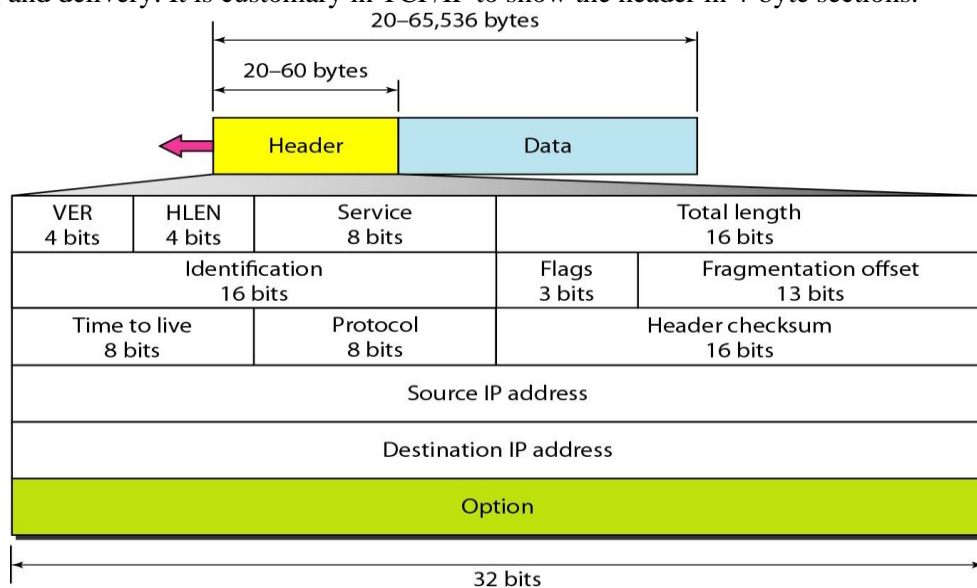 and delivery. It is customary in TCP/IP to show the header in 4-byte sections.
20–65,536 bytes
20–60 bytes
Header Data
VER HLEN Service Total length
4 bits 4 bits 8 bits 16 bits
Identification Flags Fragmentation offset
16 bits 3 bits 13 bits
Time to live Protocol Header checksum
8 bits 8 bits 16 bits
Source IP address
Destination IP address
Option
32 bits